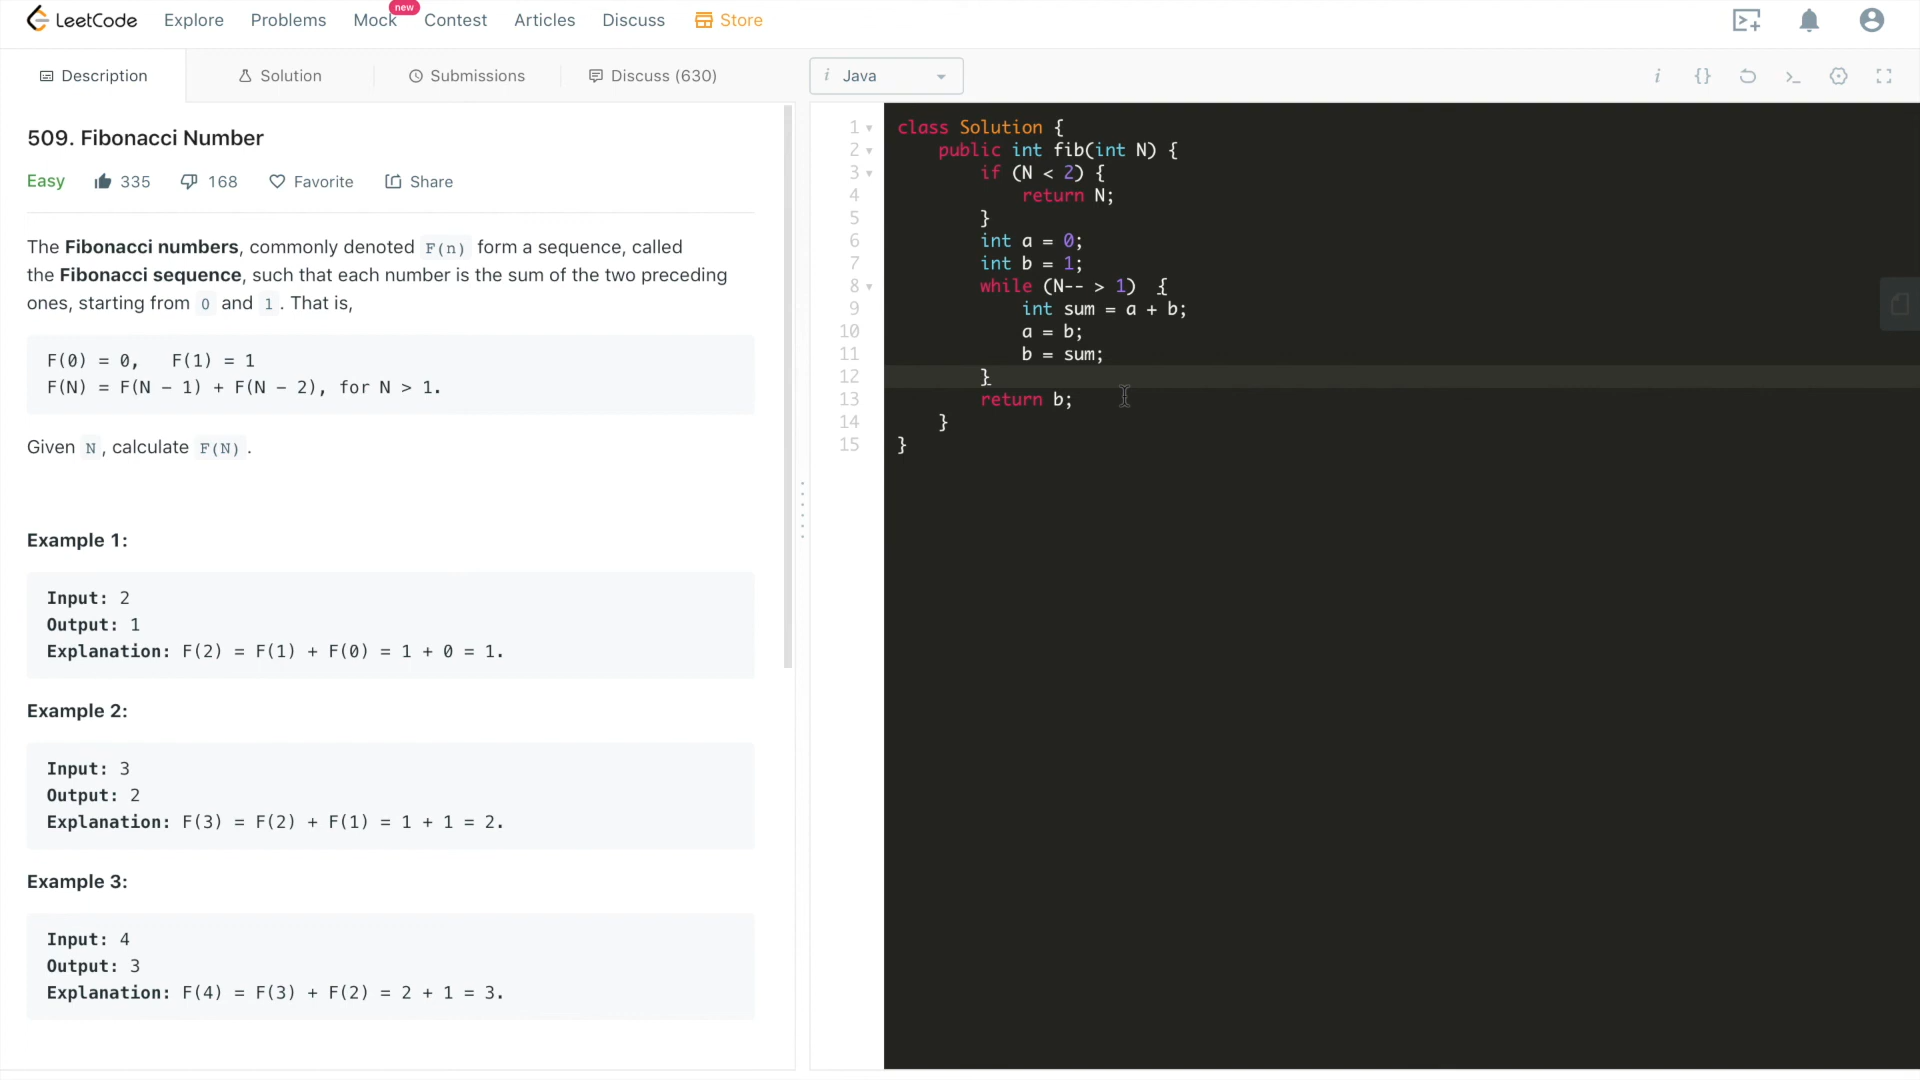 LeetCode Explore Problems Mock new Contest Articles Discuss Store
Description Solution Submissions Discuss (630)
509. Fibonacci Number
Easy 335 168 Favorite Share
The Fibonacci numbers, commonly denoted F(n) form a sequence, called
the Fibonacci sequence, such that each number is the sum of the two preceding
ones, starting from 0 and 1. That is,
F(0) = 0,   F(1) = 1
F(N) = F(N - 1) + F(N - 2), for N > 1.
Given N, calculate F(N).
Example 1:
Input: 2
Output: 1
Explanation: F(2) = F(1) + F(0) = 1 + 0 = 1.
Example 2:
Input: 3
Output: 2
Explanation: F(3) = F(2) + F(1) = 1 + 1 = 2.
Example 3:
Input: 4
Output: 3
Explanation: F(4) = F(3) + F(2) = 2 + 1 = 3.
i Java i {} >_
1 class Solution {
2     public int fib(int N) {
3         if (N < 2) {
4             return N;
5         }
6         int a = 0;
7         int b = 1;
8         while (N-- > 1)  {
9             int sum = a + b;
10             a = b;
11             b = sum;
12         }
13         return b;
14     }
15 }